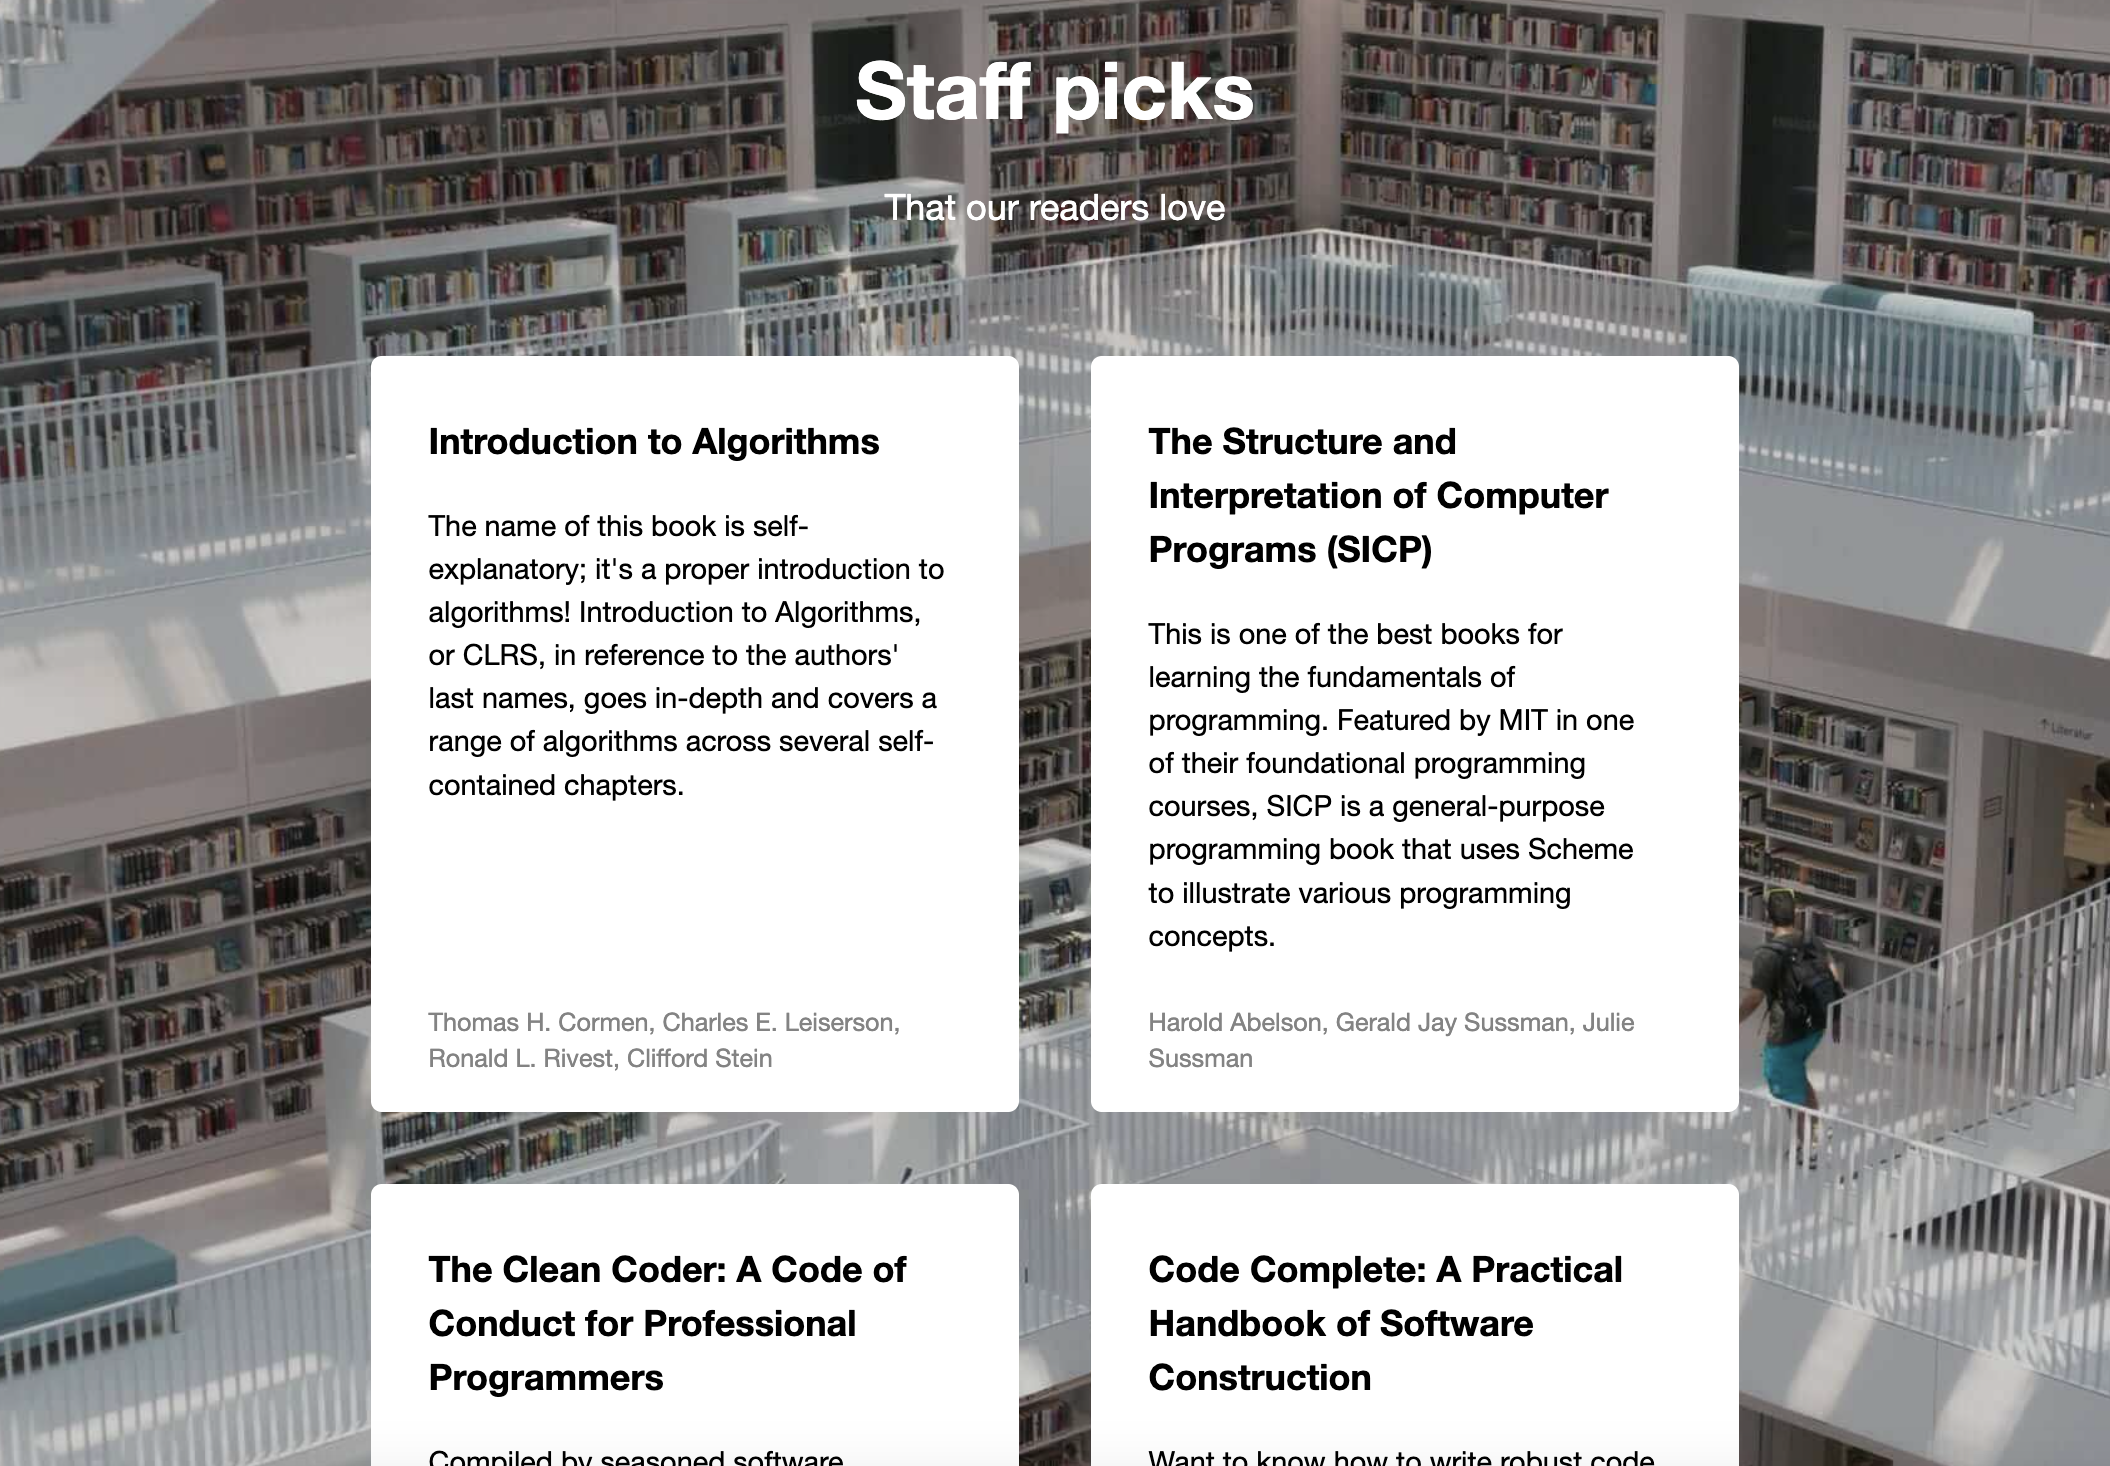 Staff picks
That our readers love
Introduction to Algorithms
The name of this book is self-
explanatory; it's a proper introduction to
algorithms! Introduction to Algorithms,
or CLRS, in reference to the authors'
last names, goes in-depth and covers a
range of algorithms across several self-
contained chapters.
Thomas H. Cormen, Charles E. Leiserson,
Ronald L. Rivest, Clifford Stein
The Structure and
Interpretation of Computer
Programs (SICP)
This is one of the best books for
learning the fundamentals of
programming. Featured by MIT in one
of their foundational programming
courses, SICP is a general-purpose
programming book that uses Scheme
to illustrate various programming
concepts.
Harold Abelson, Gerald Jay Sussman, Julie
Sussman
↑ Literatur
The Clean Coder: A Code of
Conduct for Professional
Programmers
Compiled by seasoned software
Code Complete: A Practical
Handbook of Software
Construction
Want to know how to write robust code